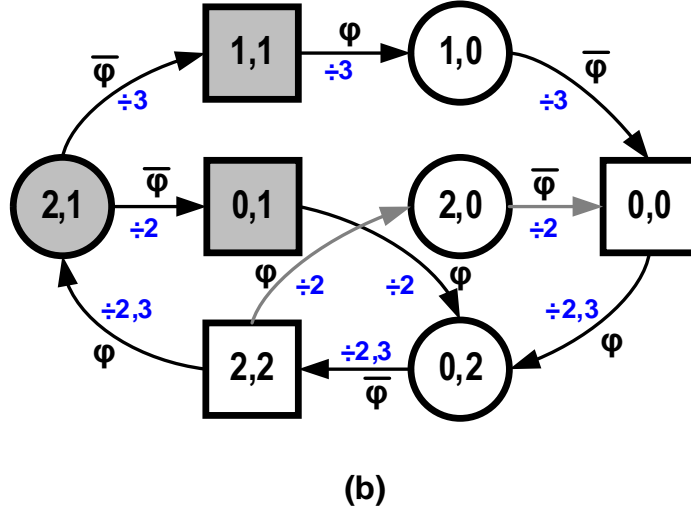 φ̅ 1,1 φ 1,0 φ̅
÷3 ÷3 ÷3
2,1 φ̅ 0,1 2,0 φ̅ 0,0
÷2 ÷2
φ ÷2 ÷2 φ
÷2,3 ÷2,3 ÷2,3
φ 2,2 φ̅ 0,2 φ
(b)